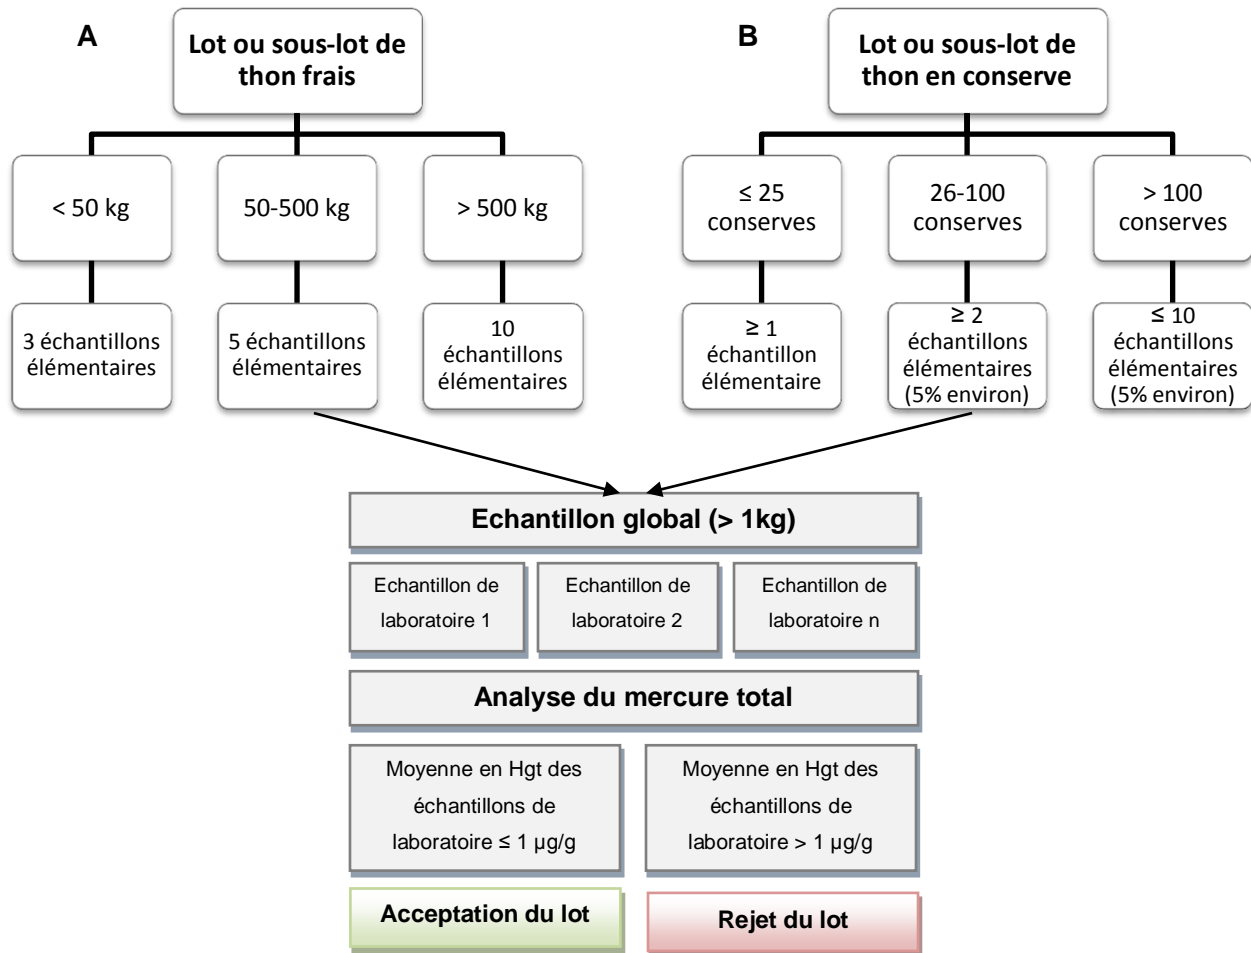 A
Lot ou sous-lot de
thon frais
< 50 kg
50-500 kg
> 500 kg
3 échantillons
élémentaires
5 échantillons
élémentaires
10
échantillons
élémentaires
B
Lot ou sous-lot de
thon en conserve
≤ 25
conserves
26-100
conserves
> 100
conserves
≥ 1
échantillon
élémentaire
≥ 2
échantillons
élémentaires
(5% environ)
≤ 10
échantillons
élémentaires
(5% environ)
Echantillon global (> 1kg)
Echantillon de
laboratoire 1
Echantillon de
laboratoire 2
Echantillon de
laboratoire n
Analyse du mercure total
Moyenne en Hgt des
échantillons de
laboratoire ≤ 1 µg/g
Moyenne en Hgt des
échantillons de
laboratoire > 1 µg/g
Acceptation du lot
Rejet du lot